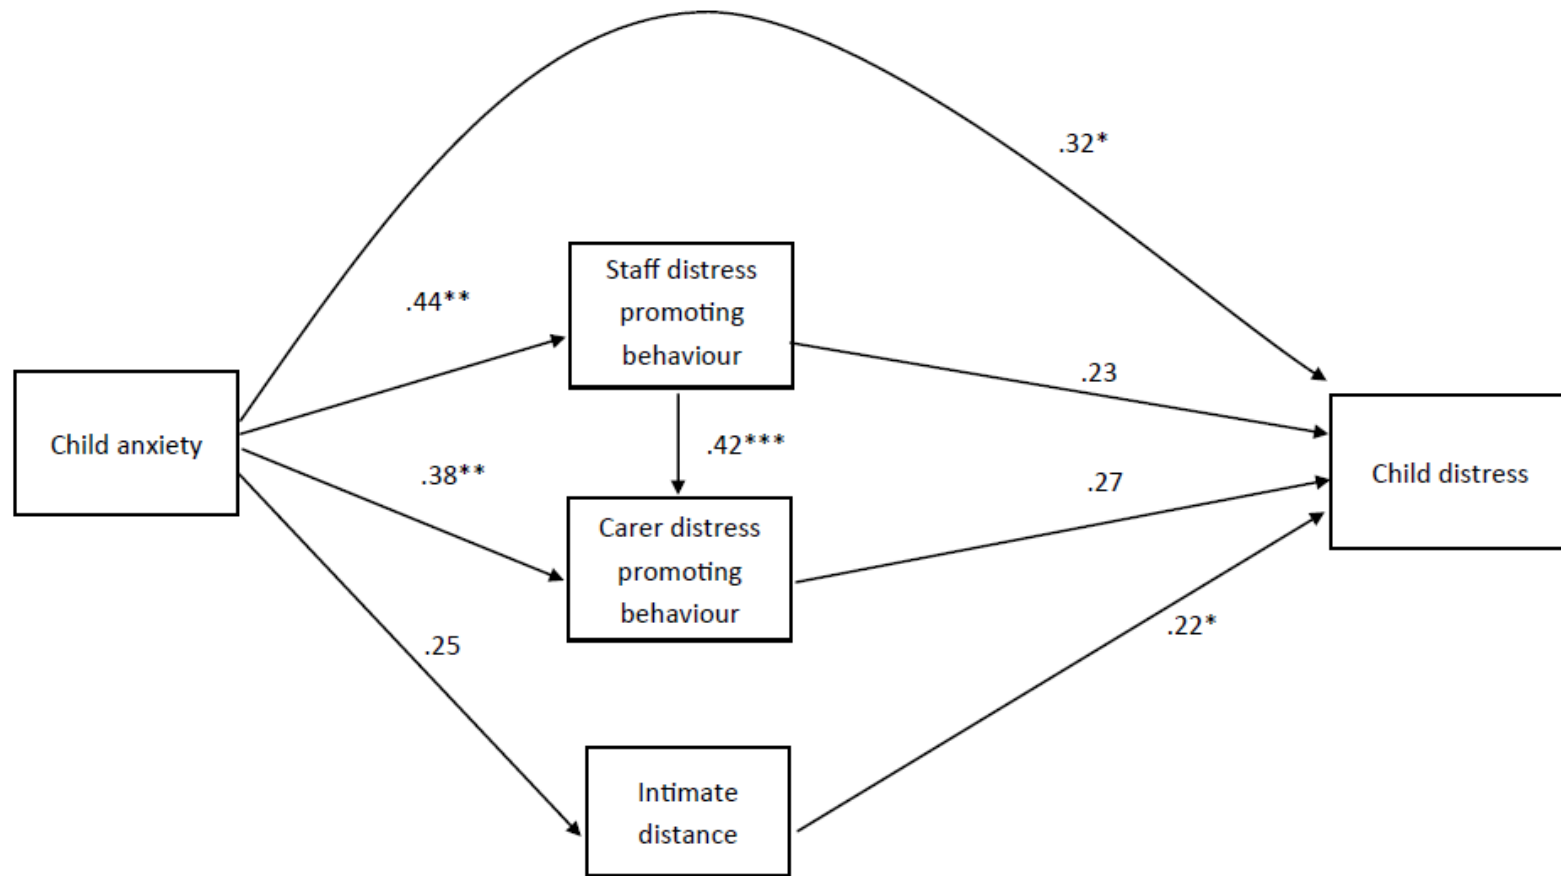 .32*
Staff distress
promoting
behaviour
.44**
.23
Child anxiety
.42***
.38**
.27
Child distress
Carer distress
promoting
behaviour
.25
.22*
Intimate
distance